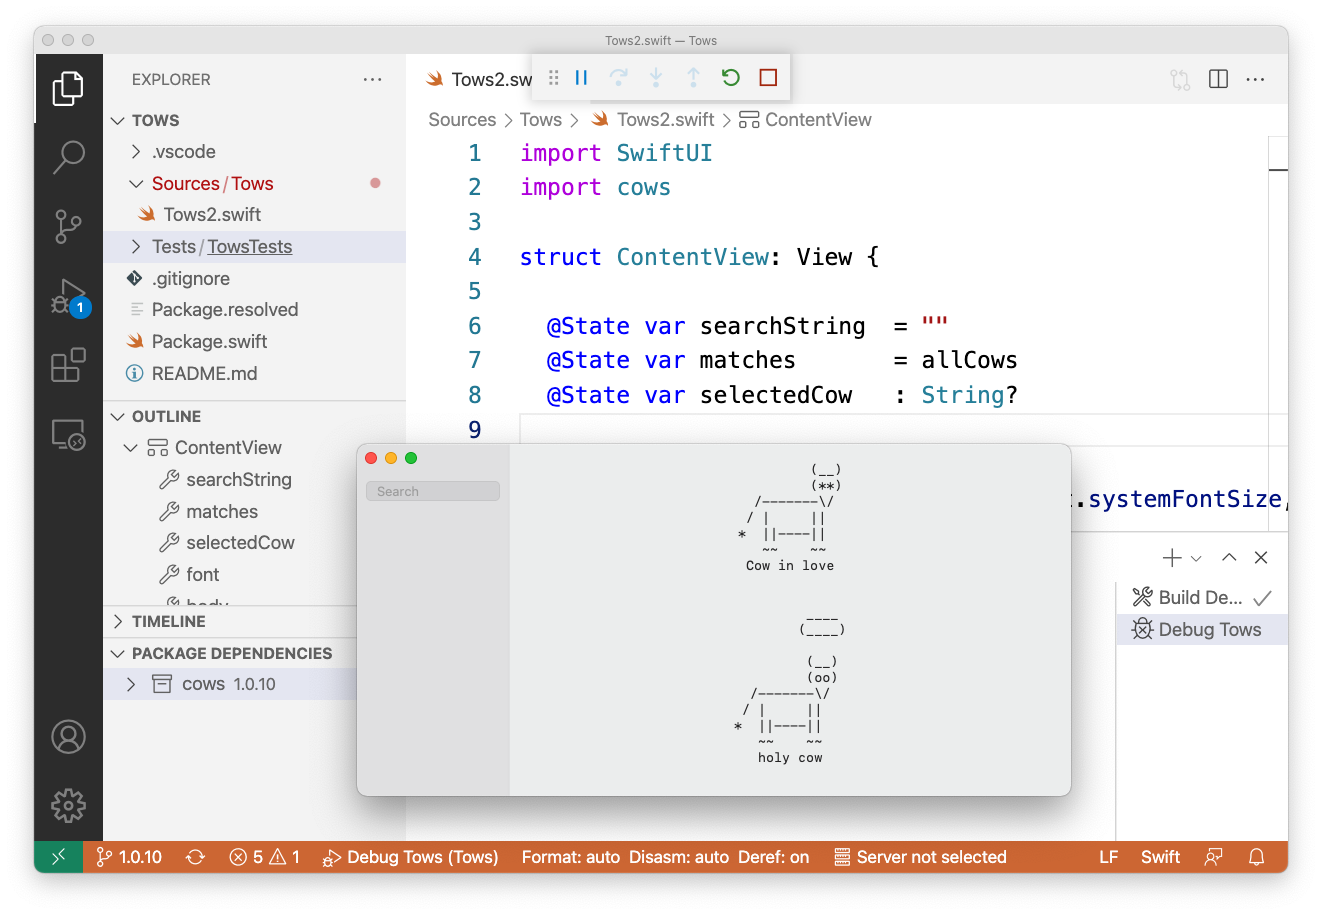 Tows2.swift — Tows
EXPLORER
TOWS
.vscode
Sources/Tows
Tows2.swift
Tests/TowsTests
.gitignore
Package.resolved
Package.swift
README.md
OUTLINE
ContentView
searchString
matches
selectedCow
font
body
TIMELINE
PACKAGE DEPENDENCIES
cows 1.0.10
1
Tows2.sw
Sources > Tows > Tows2.swift > ContentView
1 import SwiftUI
2 import cows
3
4 struct ContentView: View {
5
6 @State var searchString = ""
7 @State var matches = allCows
8 @State var selectedCow : String?
9
.systemFontSize,
Search
(__)
(**)
/-------\/
/ |     ||
*  ||----||
~~    ~~
Cow in love
____
(____)
(__)
(oo)
/-------\/
/ |     ||
*  ||----||
~~    ~~
holy cow
Build De...
Debug Tows
1.0.10 5 1 Debug Tows (Tows) Format: auto Disasm: auto Deref: on Server not selected LF Swift